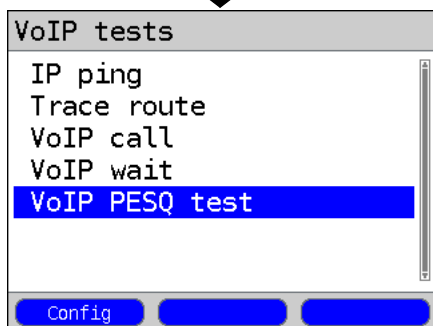 VoIP tests
IP ping
Trace route
VoIP call
VoIP wait
VoIP PESQ test
Config